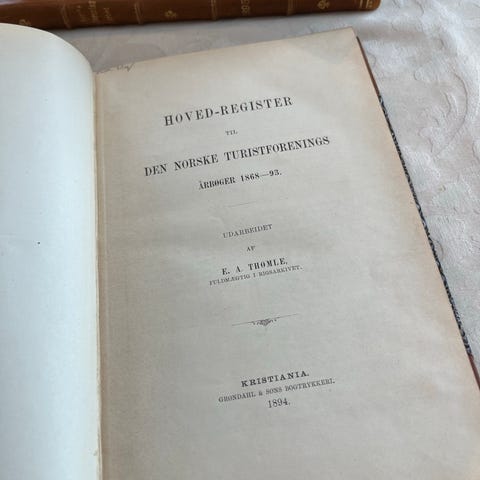 HOVED-REGISTER
TIL
DEN NORSKE TURISTFORENINGS
ÅRBØGER 1868—93.
UDARBEIDET
AF
E. A. THOMLE,
FULDMÆGTIG I RIGSARKIVET.
KRISTIANIA.
GRØNDAHL & SØNS BOGTRYKKERI.
1894.